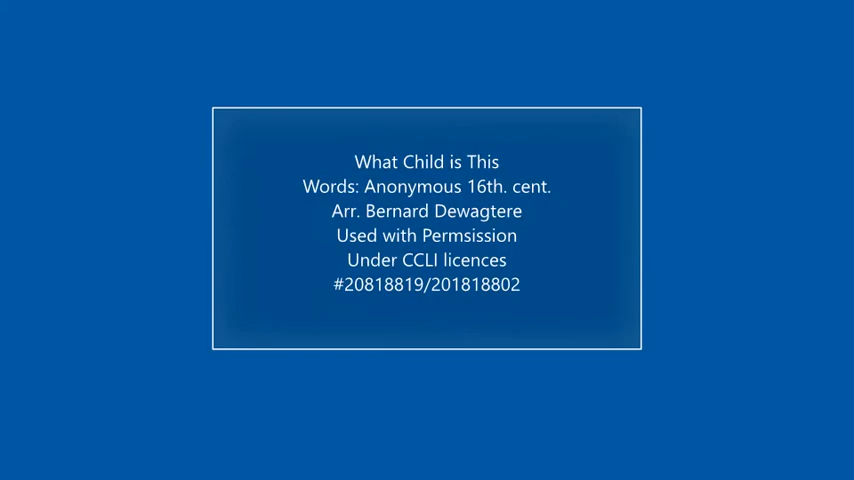 What Child is This
Words: Anonymous 16th. cent.
Arr. Bernard Dewagtere
Used with Permsission
Under CCLI licences
#20818819/201818802